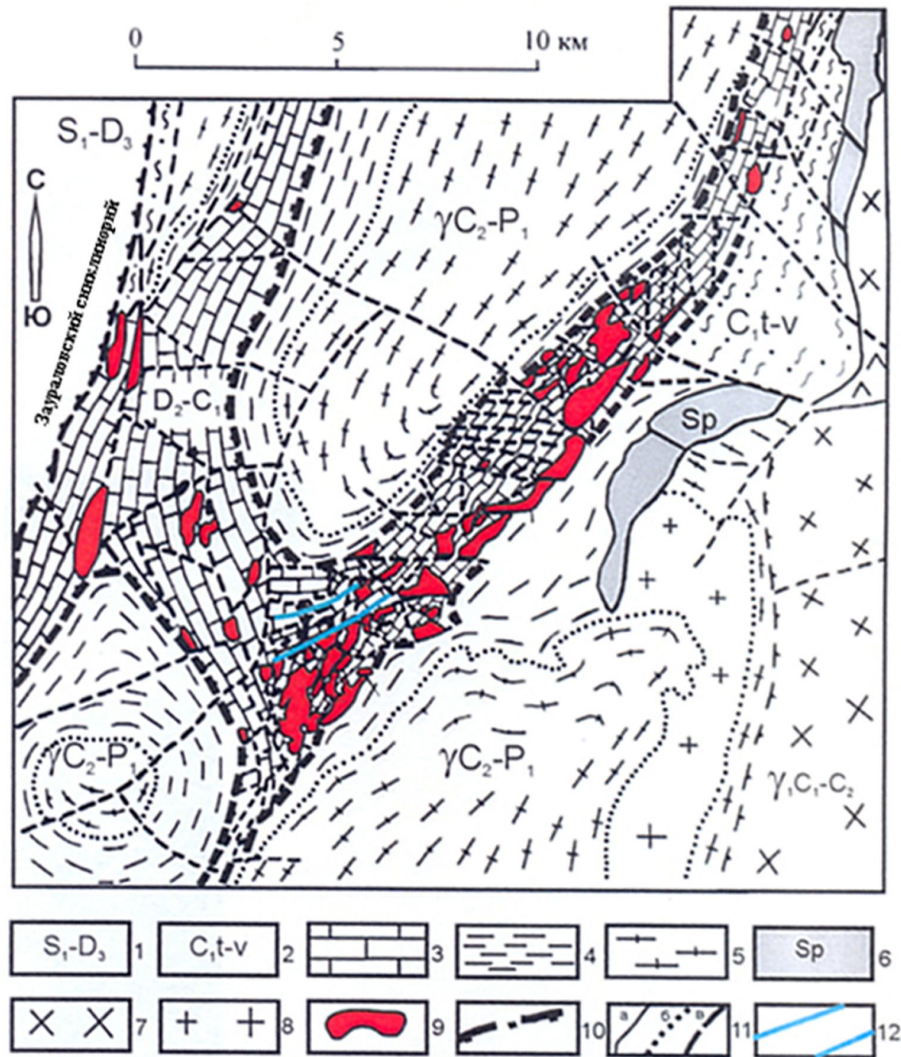 0 5 10 км
S₁-D₃
С
Ю
Заураловский синклинорий
γC₂-P₁
C₁t-v
D₂-C₁
Sp
γC₂-P₁
γC₂-P₁
γ₁C₁-C₂
S₁-D₃ 1 C₁t-v 2 3 4 5 Sp 6
7 8 9 10 а б в 11 12